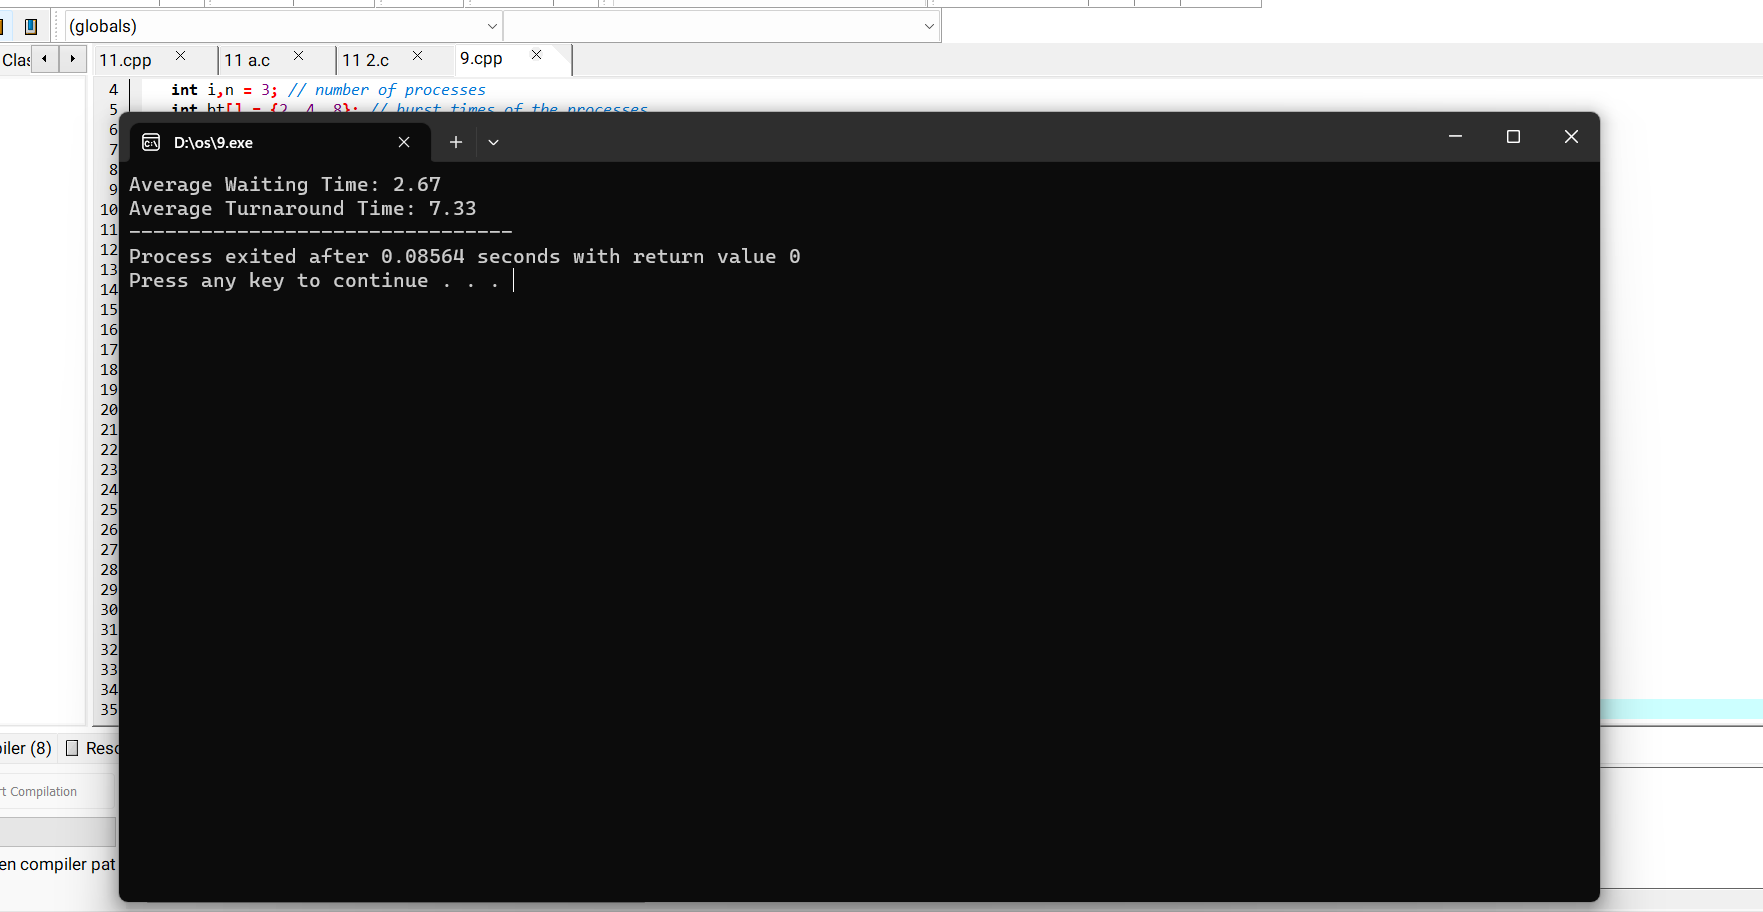 (globals)
Clas
11.cpp
11 a.c
11 2.c
9.cpp
4 int i,n = 3; // number of processes
5 int bt[] = {2, 4, 8}; // burst times of the processes
6
7
8
9
10
11
12
13
14
15
16
17
18
19
20
21
22
23
24
25
26
27
28
29
30
31
32
33
34
35
D:\os\9.exe
Average Waiting Time: 2.67
Average Turnaround Time: 7.33
--------------------------------
Process exited after 0.08564 seconds with return value 0
Press any key to continue . . .
piler (8)
Reso
rt Compilation
en compiler pat